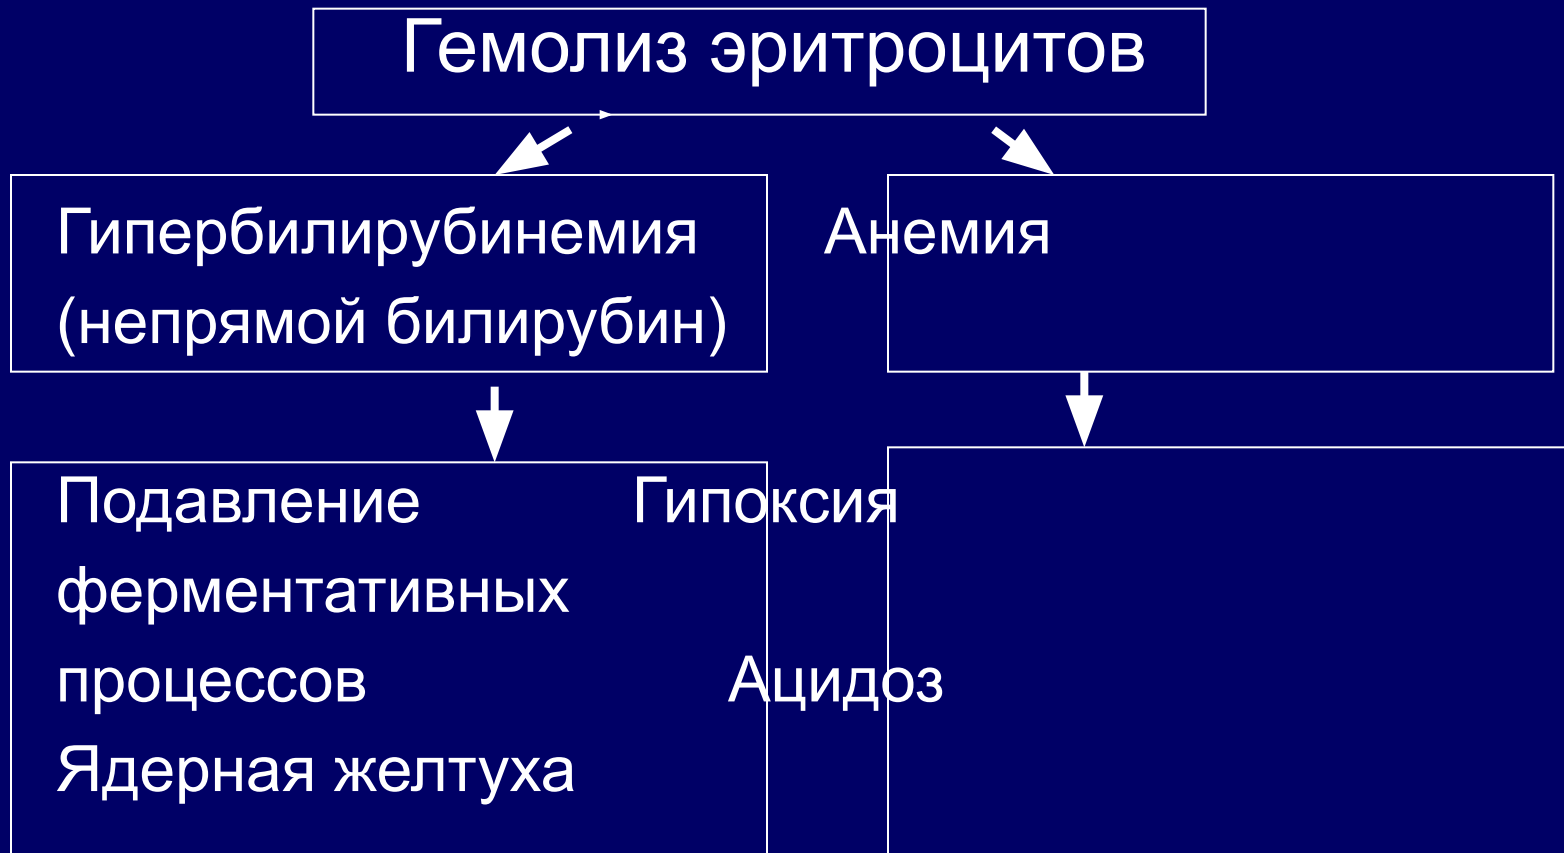 Гемолиз эритроцитов
Гипербилирубинемия Анемия
(непрямой билирубин)
Подавление Гипоксия
ферментативных
процессов Ацидоз
Ядерная желтуха